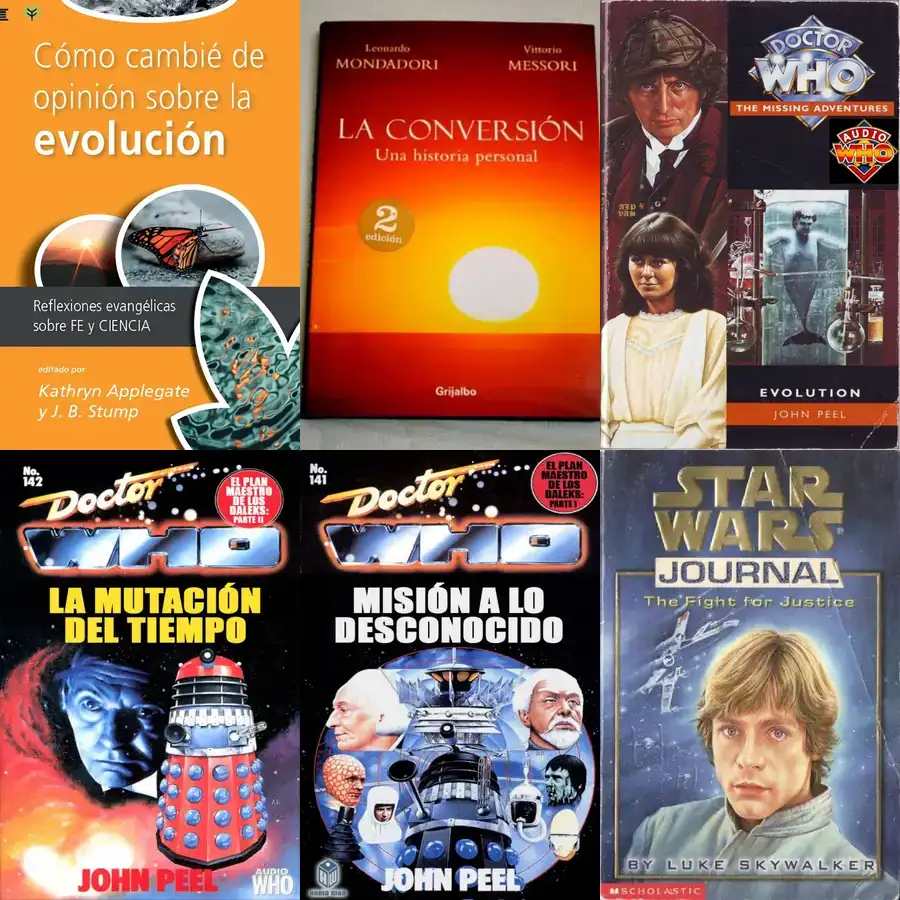 Cómo cambié de
opinión sobre la
evolución
Reflexiones evangélicas
sobre FE y CIENCIA
editado por
Kathryn Applegate
y J. B. Stump
Leonardo
MONDADORI
Vittorio
MESSORI
LA CONVERSIÓN
Una historia personal
2
edición
Grijalbo
DOCTOR
WHO
THE MISSING ADVENTURES
AUDIO
WHO
EVOLUTION
JOHN PEEL
No.
142
Doctor
WHO
EL PLAN
MAESTRO
DE LOS
DALEKS:
PARTE II
LA MUTACIÓN
DEL TIEMPO
JOHN PEEL
AUDIO
WHO
No.
141
Doctor
WHO
EL PLAN
MAESTRO
DE LOS
DALEKS:
PARTE I
MISIÓN A LO
DESCONOCIDO
JOHN PEEL
AUDIO WHO
STAR
WARS
JOURNAL
The Fight for Justice
BY LUKE SKYWALKER
SCHOLASTIC